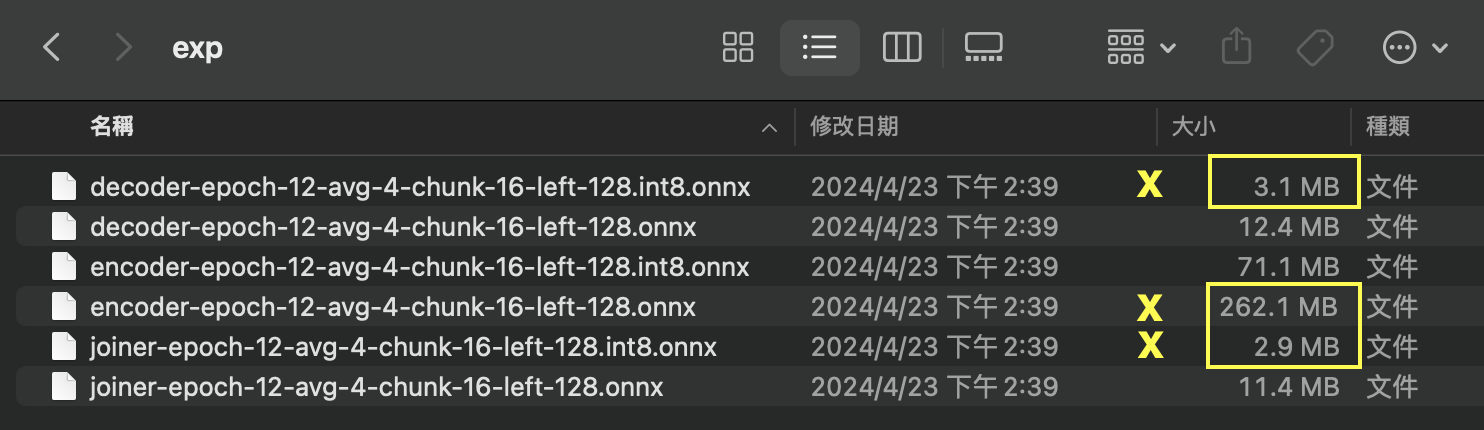 exp
名稱 修改日期 大小 種類
decoder-epoch-12-avg-4-chunk-16-left-128.int8.onnx 2024/4/23 下午 2:39 X 3.1 MB 文件
decoder-epoch-12-avg-4-chunk-16-left-128.onnx 2024/4/23 下午 2:39 12.4 MB 文件
encoder-epoch-12-avg-4-chunk-16-left-128.int8.onnx 2024/4/23 下午 2:39 71.1 MB 文件
encoder-epoch-12-avg-4-chunk-16-left-128.onnx 2024/4/23 下午 2:39 X 262.1 MB 文件
joiner-epoch-12-avg-4-chunk-16-left-128.int8.onnx 2024/4/23 下午 2:39 X 2.9 MB 文件
joiner-epoch-12-avg-4-chunk-16-left-128.onnx 2024/4/23 下午 2:39 11.4 MB 文件